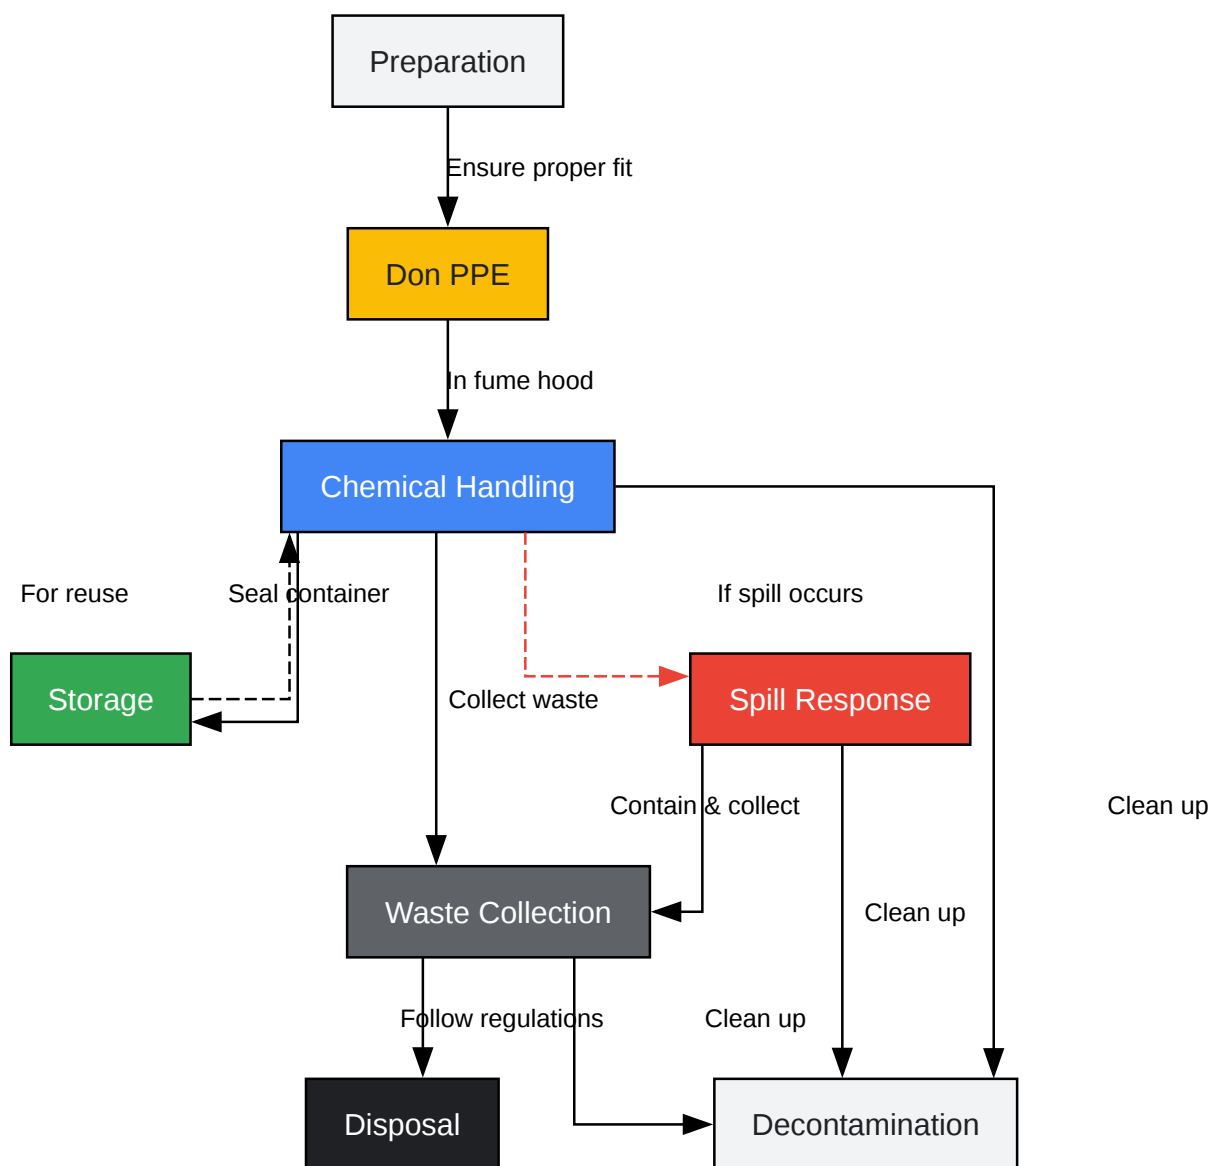 Preparation
Ensure proper fit
Don PPE
In fume hood
Chemical Handling
For reuse
Seal container
If spill occurs
Storage
Collect waste
Spill Response
Contain & collect
Clean up
Waste Collection
Clean up
Follow regulations
Clean up
Disposal
Decontamination